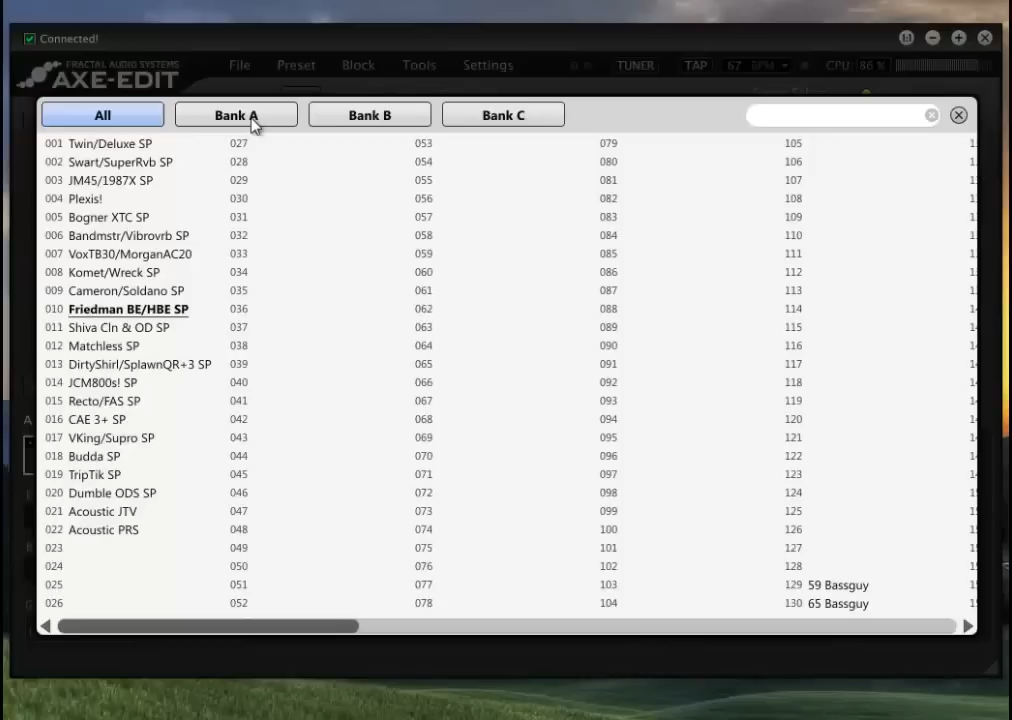 Connected!
FRACTAL AUDIO SYSTEMS
AXE-EDIT
File Preset Block Tools Settings TUNER TAP 67 BPM CPU: 86 %
All Bank A Bank B Bank C
001 Twin/Deluxe SP 027 053 079 105
002 Swart/SuperRvb SP 028 054 080 106
003 JM45/1987X SP 029 055 081 107
004 Plexis! 030 056 082 108
005 Bogner XTC SP 031 057 083 109
006 Bandmstr/Vibrovrb SP 032 058 084 110
007 VoxTB30/MorganAC20 033 059 085 111
008 Komet/Wreck SP 034 060 086 112
009 Cameron/Soldano SP 035 061 087 113
010 Friedman BE/HBE SP 036 062 088 114
011 Shiva Cln & OD SP 037 063 089 115
012 Matchless SP 038 064 090 116
013 DirtyShirl/SplawnQR+3 SP 039 065 091 117
014 JCM800s! SP 040 066 092 118
015 Recto/FAS SP 041 067 093 119
016 CAE 3+ SP 042 068 094 120
017 VKing/Supro SP 043 069 095 121
018 Budda SP 044 070 096 122
019 TripTik SP 045 071 097 123
020 Dumble ODS SP 046 072 098 124
021 Acoustic JTV 047 073 099 125
022 Acoustic PRS 048 074 100 126
023 049 075 101 127
024 050 076 102 128
025 051 077 103 129 59 Bassguy
026 052 078 104 130 65 Bassguy